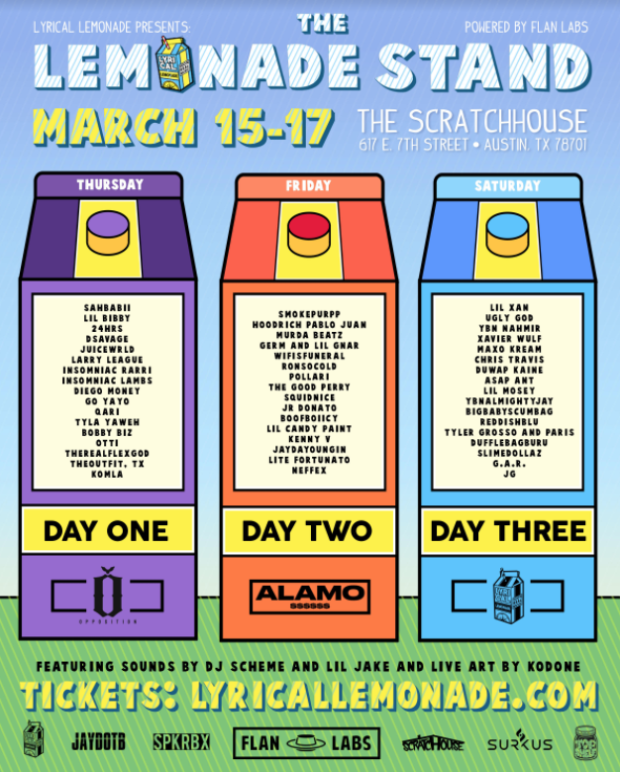 LYRICAL LEMONADE PRESENTS:
THE
POWERED BY FLAN LABS
LEMONADE STAND
MARCH 15-17
THE SCRATCHHOUSE
617 E. 7TH STREET • AUSTIN, TX 78701
THURSDAY
SAHBABII
LIL BIBBY
24HRS
DSAVAGE
JUICEWRLD
LARRY LEAGUE
INSOMNIAC RARRI
INSOMNIAC LAMBS
DIEGO MONEY
GO YAYO
QARI
TYLA YAWEH
BOBBY BIZ
OTTI
THEREALFLEXGOD
THEOUTFIT, TX
KOMLA
DAY ONE
OPPOSITION
FRIDAY
SMOKEPURPP
HOODRICH PABLO JUAN
MURDA BEATZ
GERM AND LIL GNAR
WIFISFUNERAL
RONSOCOLD
POLLARI
THE GOOD PERRY
SQUIDNICE
JR DONATO
BOOFBOIICY
LIL CANDY PAINT
KENNY V
JAYDAYOUNGIN
LITE FORTUNATO
NEFFEX
DAY TWO
ALAMO
SSSSSS
SATURDAY
LIL XAN
UGLY GOD
YBN NAHMIR
XAVIER WULF
MAXO KREAM
CHRIS TRAVIS
DUWAP KAINE
ASAP ANT
LIL MOSEY
YBNALMIGHTYJAY
BIGBABYSCUMBAG
REDDISHBLU
TYLER GROSSO AND PARIS
DUFFLEBAGBURU
SLIMEDOLLAZ
G.A.R.
JG
DAY THREE
FEATURING SOUNDS BY DJ SCHEME AND LIL JAKE AND LIVE ART BY KODONE
TICKETS: LYRICALLEMONADE.COM
JAYDOTB
SPKRBX
FLAN LABS
SCRATCHOUSE
SURKUS